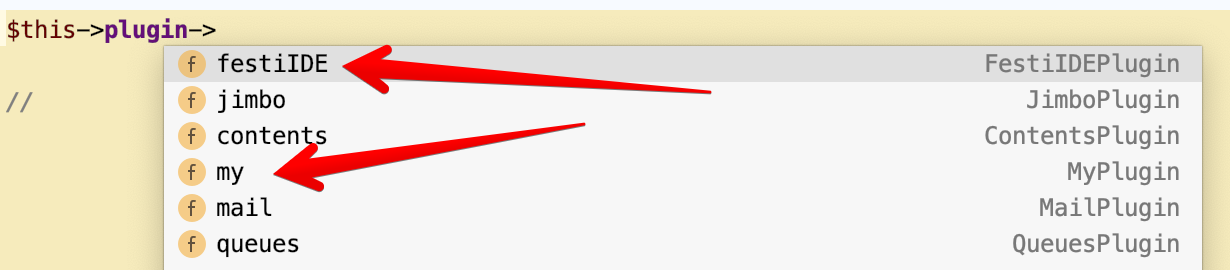 $this->plugin->
festiIDE FestiIDEPlugin
jimbo JimboPlugin
// contents ContentsPlugin
my MyPlugin
mail MailPlugin
queues QueuesPlugin